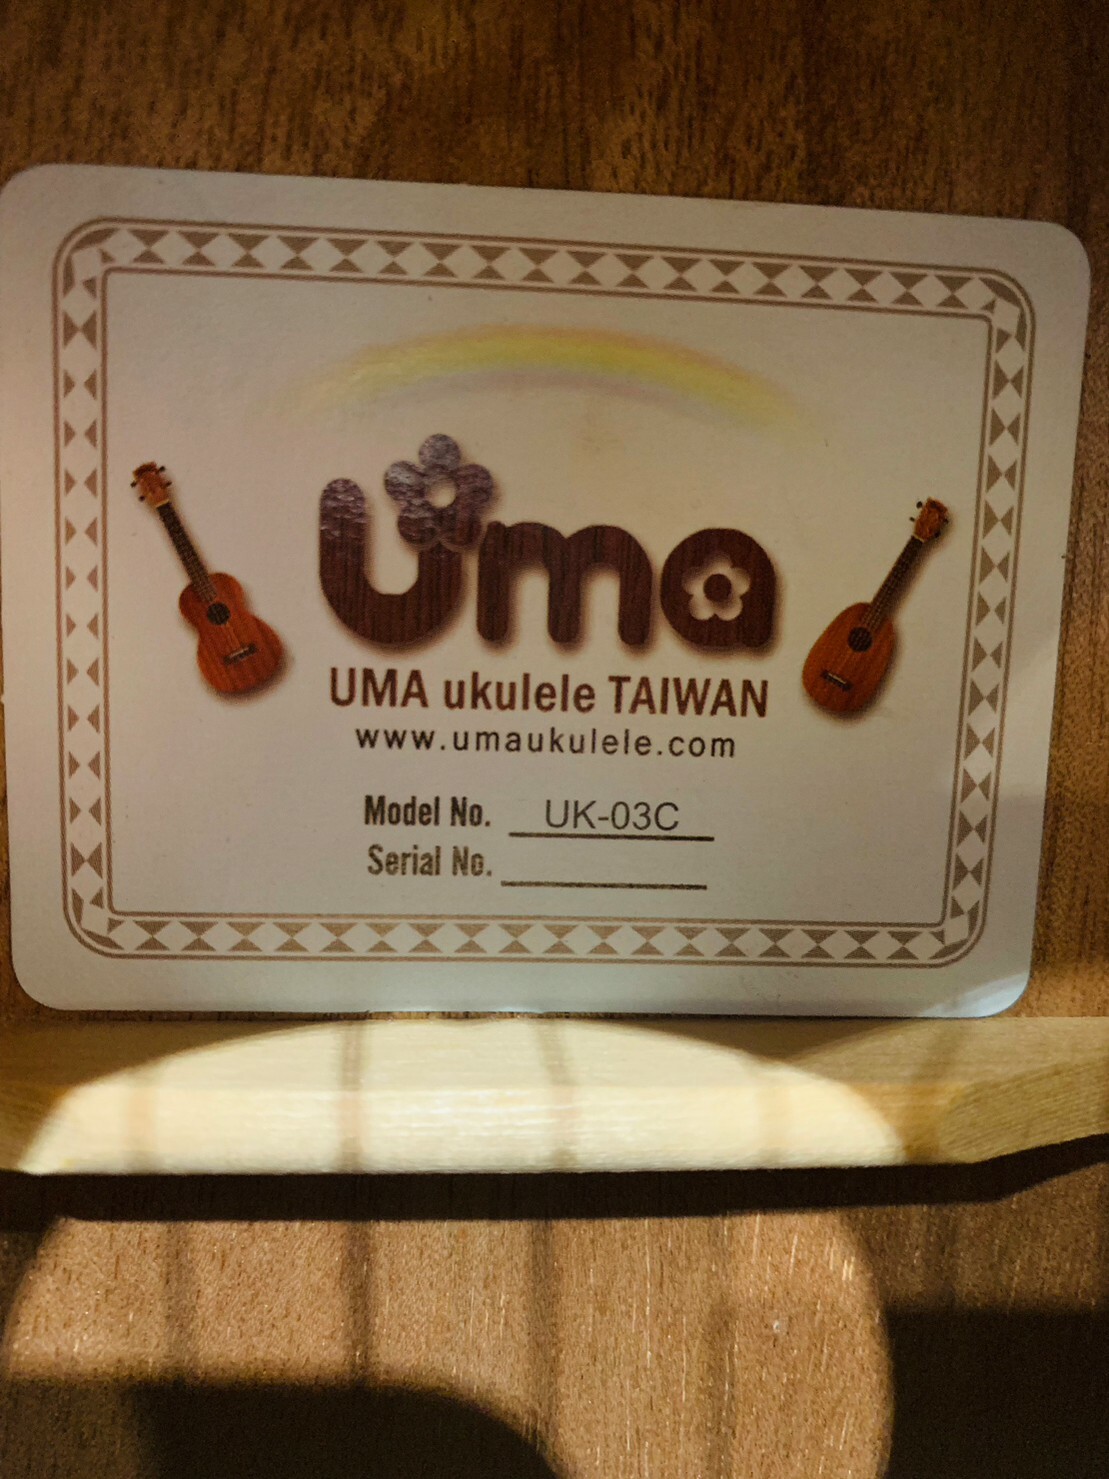 Uma
UMA ukulele TAIWAN
www.umaukulele.com
Model No. UK-03C
Serial No.